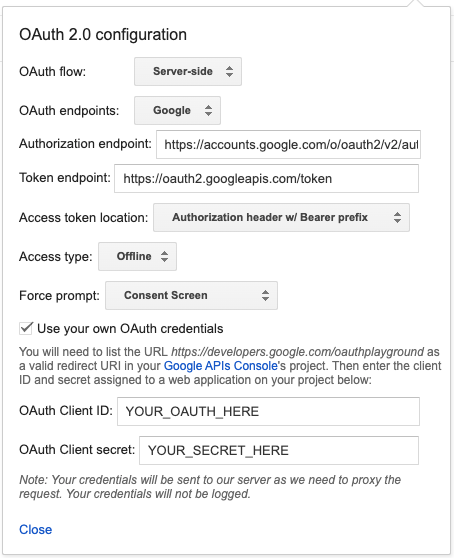 OAuth 2.0 configuration
OAuth flow: Server-side
OAuth endpoints: Google
Authorization endpoint: https://accounts.google.com/o/oauth2/v2/aut
Token endpoint: https://oauth2.googleapis.com/token
Access token location: Authorization header w/ Bearer prefix
Access type: Offline
Force prompt: Consent Screen
Use your own OAuth credentials
You will need to list the URL https://developers.google.com/oauthplayground as
a valid redirect URI in your Google APIs Console's project. Then enter the client
ID and secret assigned to a web application on your project below:
OAuth Client ID: YOUR_OAUTH_HERE
OAuth Client secret: YOUR_SECRET_HERE
Note: Your credentials will be sent to our server as we need to proxy the
request. Your credentials will not be logged.
Close